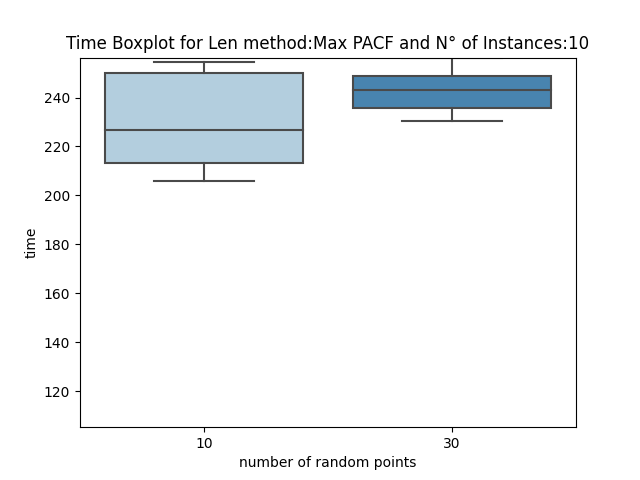 Time Boxplot for Len method:Max PACF and N° of Instances:10
240
220
200
180
160
140
120
time
10 30
number of random points